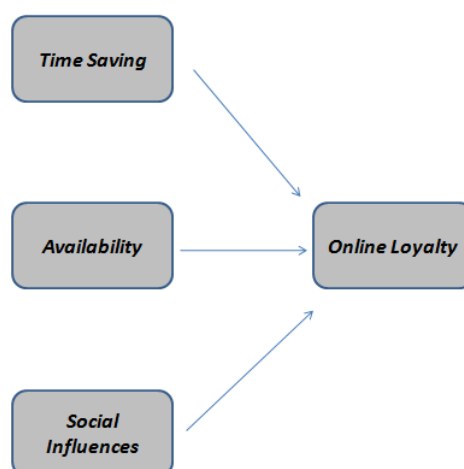 Time Saving
Availability
Online Loyalty
Social
Influences